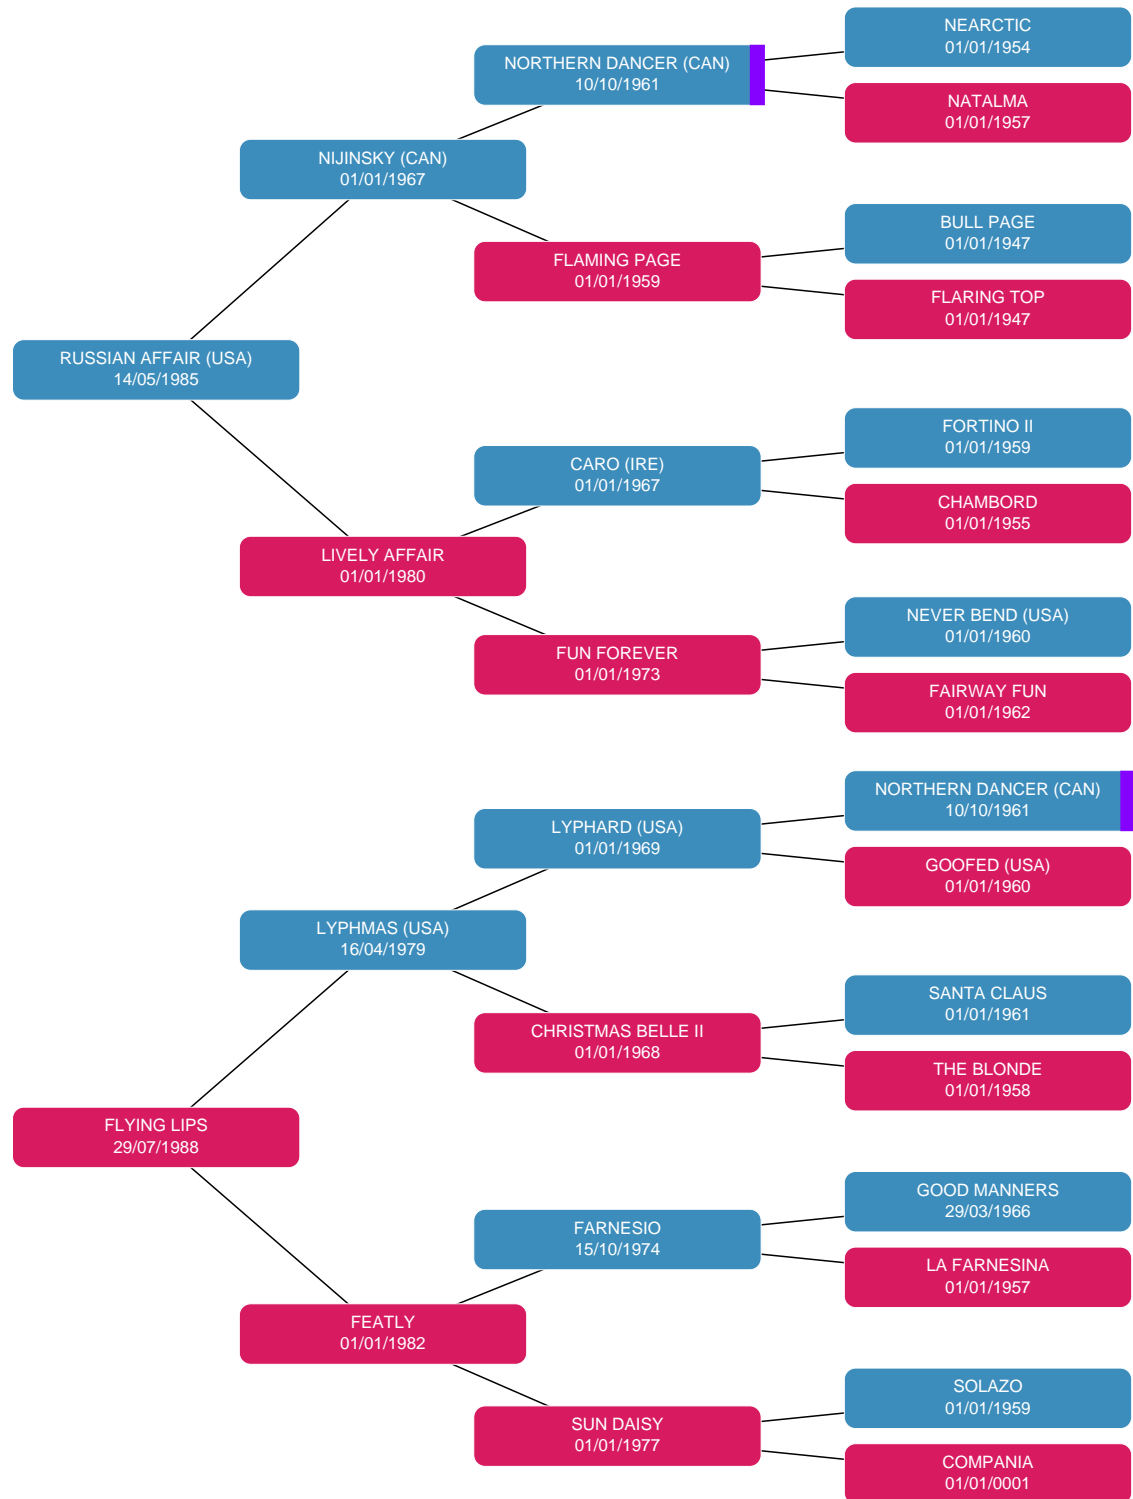 NEARCTIC
01/01/1954
NORTHERN DANCER (CAN)
10/10/1961
NATALMA
01/01/1957
NIJINSKY (CAN)
01/01/1967
BULL PAGE
01/01/1947
FLAMING PAGE
01/01/1959
FLARING TOP
01/01/1947
RUSSIAN AFFAIR (USA)
14/05/1985
FORTINO II
01/01/1959
CARO (IRE)
01/01/1967
CHAMBORD
01/01/1955
LIVELY AFFAIR
01/01/1980
NEVER BEND (USA)
01/01/1960
FUN FOREVER
01/01/1973
FAIRWAY FUN
01/01/1962
NORTHERN DANCER (CAN)
10/10/1961
LYPHARD (USA)
01/01/1969
GOOFED (USA)
01/01/1960
LYPHMAS (USA)
16/04/1979
SANTA CLAUS
01/01/1961
CHRISTMAS BELLE II
01/01/1968
THE BLONDE
01/01/1958
FLYING LIPS
29/07/1988
GOOD MANNERS
29/03/1966
FARNESIO
15/10/1974
LA FARNESINA
01/01/1957
FEATLY
01/01/1982
SOLAZO
01/01/1959
SUN DAISY
01/01/1977
COMPANIA
01/01/0001